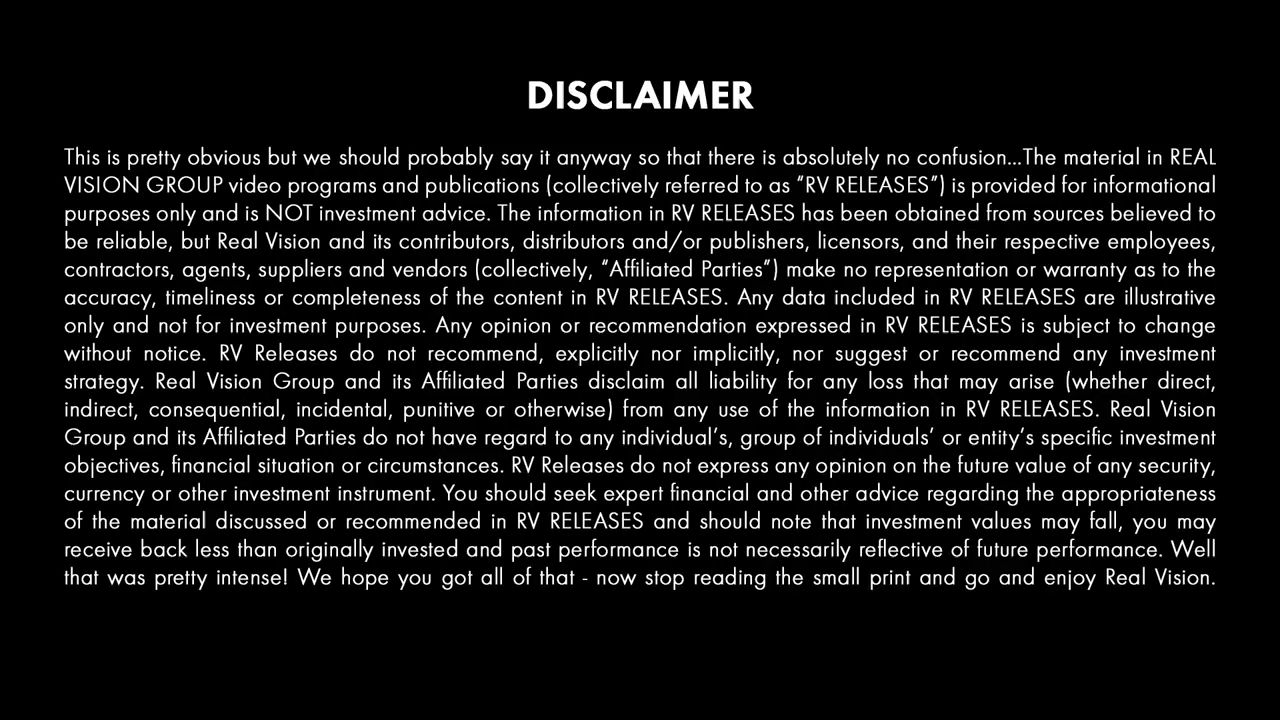 DISCLAIMER
This is pretty obvious but we should probably say it anyway so that there is absolutely no confusion...The material in REAL
VISION GROUP video programs and publications (collectively referred to as “RV RELEASES”) is provided for informational
purposes only and is NOT investment advice. The information in RV RELEASES has been obtained from sources believed to
be reliable, but Real Vision and its contributors, distributors and/or publishers, licensors, and their respective employees,
contractors, agents, suppliers and vendors (collectively, “Affiliated Parties”) make no representation or warranty as to the
accuracy, timeliness or completeness of the content in RV RELEASES. Any data included in RV RELEASES are illustrative
only and not for investment purposes. Any opinion or recommendation expressed in RV RELEASES is subject to change
without notice. RV Releases do not recommend, explicitly nor implicitly, nor suggest or recommend any investment
strategy. Real Vision Group and its Affiliated Parties disclaim all liability for any loss that may arise (whether direct,
indirect, consequential, incidental, punitive or otherwise) from any use of the information in RV RELEASES. Real Vision
Group and its Affiliated Parties do not have regard to any individual’s, group of individuals’ or entity’s specific investment
objectives, financial situation or circumstances. RV Releases do not express any opinion on the future value of any security,
currency or other investment instrument. You should seek expert financial and other advice regarding the appropriateness
of the material discussed or recommended in RV RELEASES and should note that investment values may fall, you may
receive back less than originally invested and past performance is not necessarily reflective of future performance. Well
that was pretty intense! We hope you got all of that - now stop reading the small print and go and enjoy Real Vision.